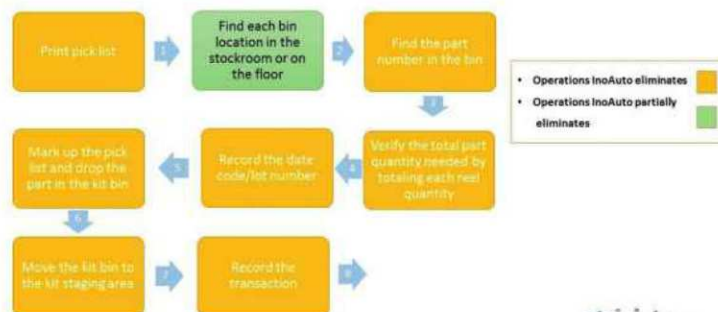 Print pick list
1
Find each bin
location in the
stockroom or on
the floor
2
Find the part
number in the bin
3
• Operations InoAuto eliminates
• Operations InoAuto partially
eliminates
Verify the total part
quantity needed by
totaling each reel
quantity
4
Record the date
code/lot number
5
Mark up the pick
list and drop the
part in the kit bin
6
Move the kit bin to
the kit staging area
7
Record the
transaction
8